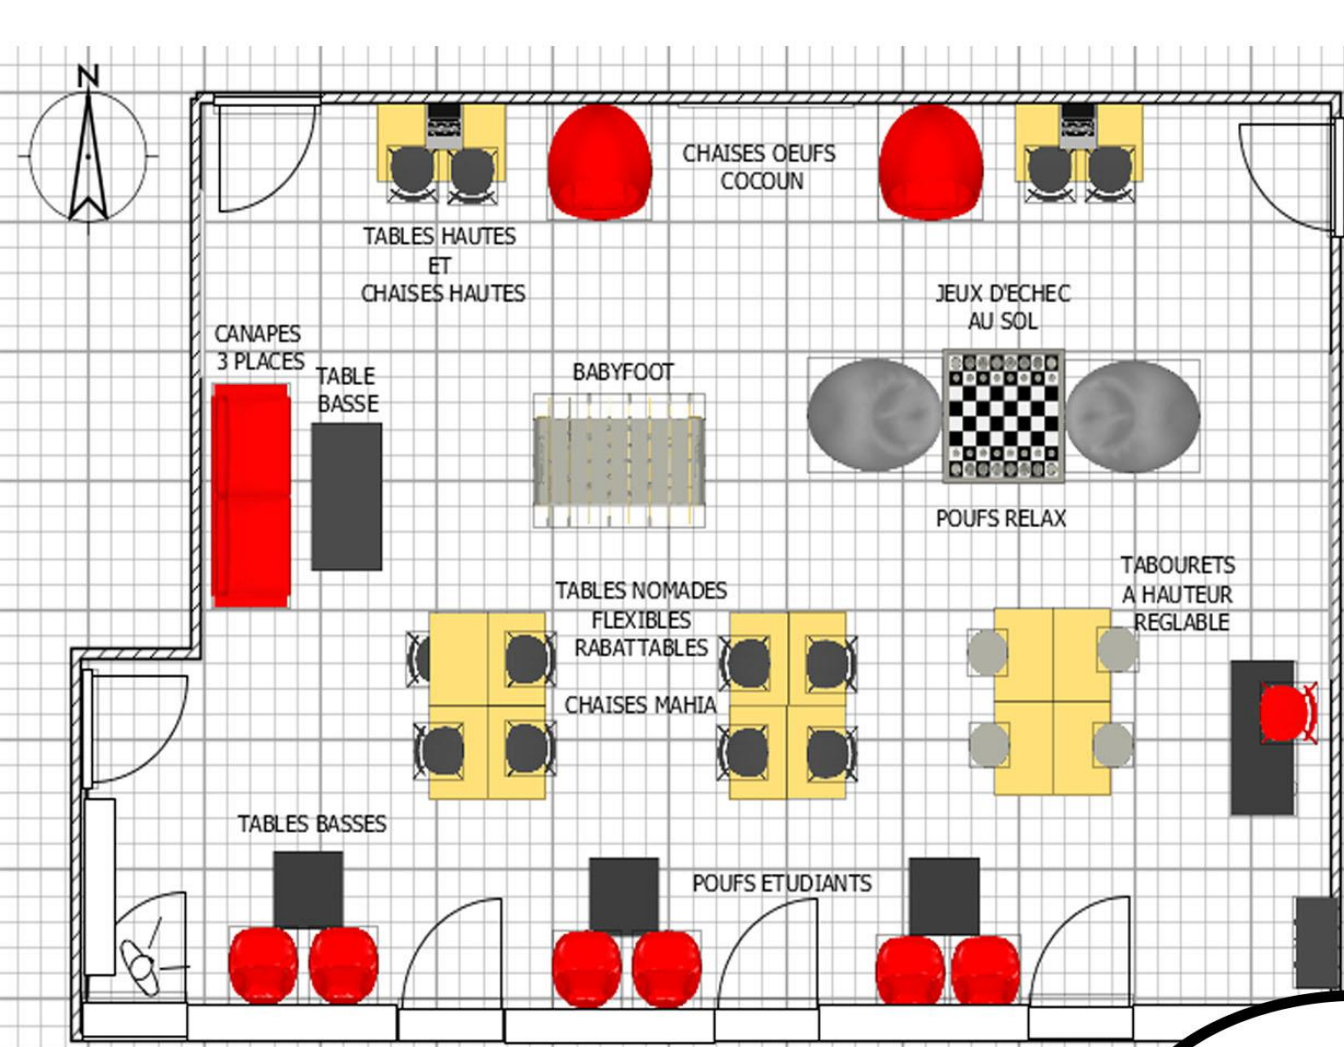 N
CHAISES OEUFS
COCOUN
TABLES HAUTES
ET
CHAISES HAUTES
JEUX D'ECHEC
AU SOL
CANAPES
3 PLACES
TABLE
BASSE
BABYFOOT
POUFS RELAX
TABOURETS
A HAUTEUR
REGLABLE
TABLES NOMADES
FLEXIBLES
RABATTABLES
CHAISES MAHIA
TABLES BASSES
POUFS ETUDIANTS